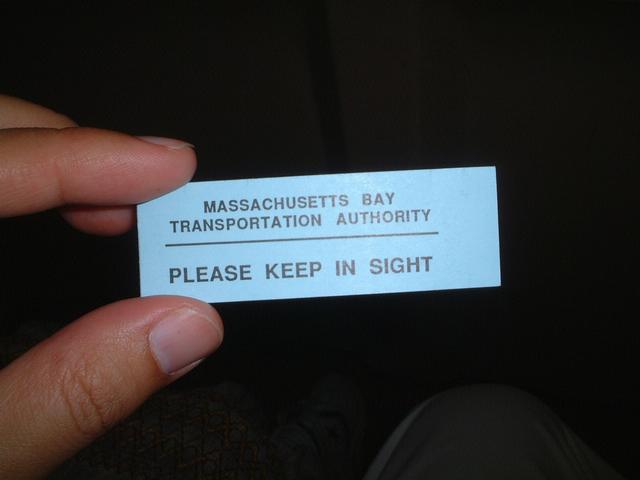 MASSACHUSETTS BAY
TRANSPORTATION AUTHORITY
PLEASE KEEP IN SIGHT